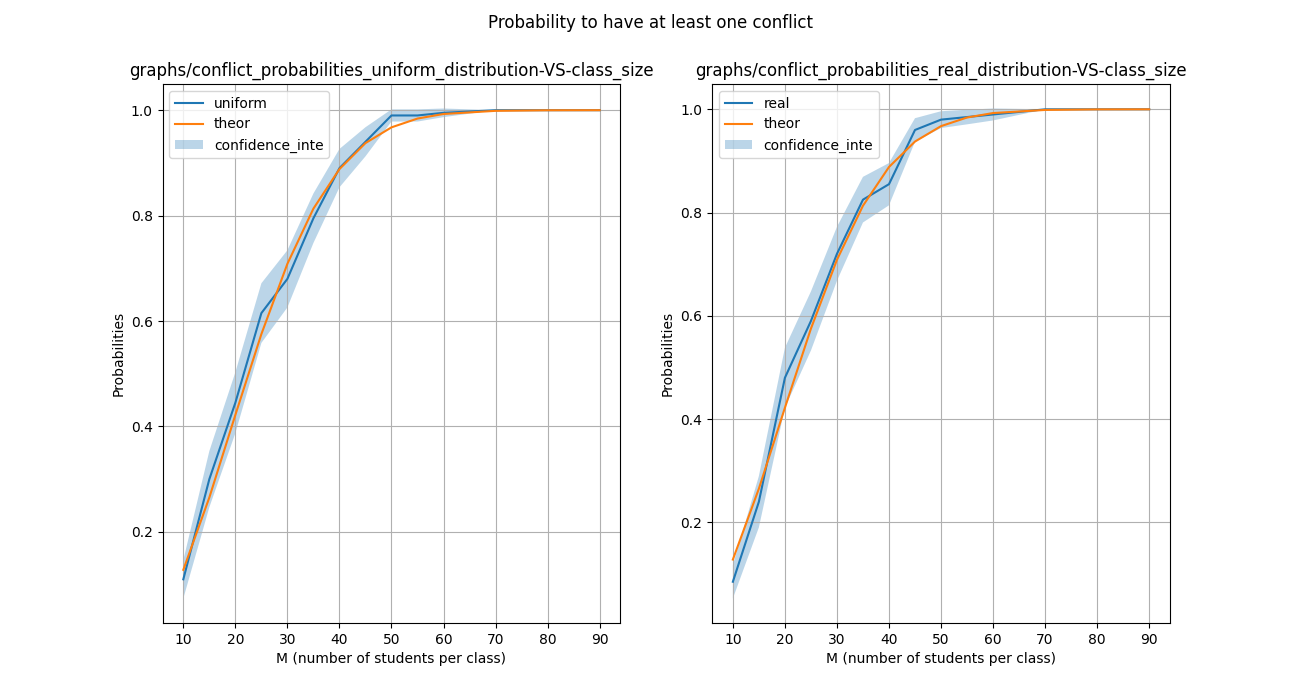 Probability to have at least one conflict
graphs/conflict_probabilities_uniform_distribution-VS-class_size
uniform
theor
confidence_inte
1.0
0.8
0.6
0.4
0.2
Probabilities
10 20 30 40 50 60 70 80 90
M (number of students per class)
graphs/conflict_probabilities_real_distribution-VS-class_size
real
theor
confidence_inte
1.0
0.8
0.6
0.4
0.2
Probabilities
10 20 30 40 50 60 70 80 90
M (number of students per class)